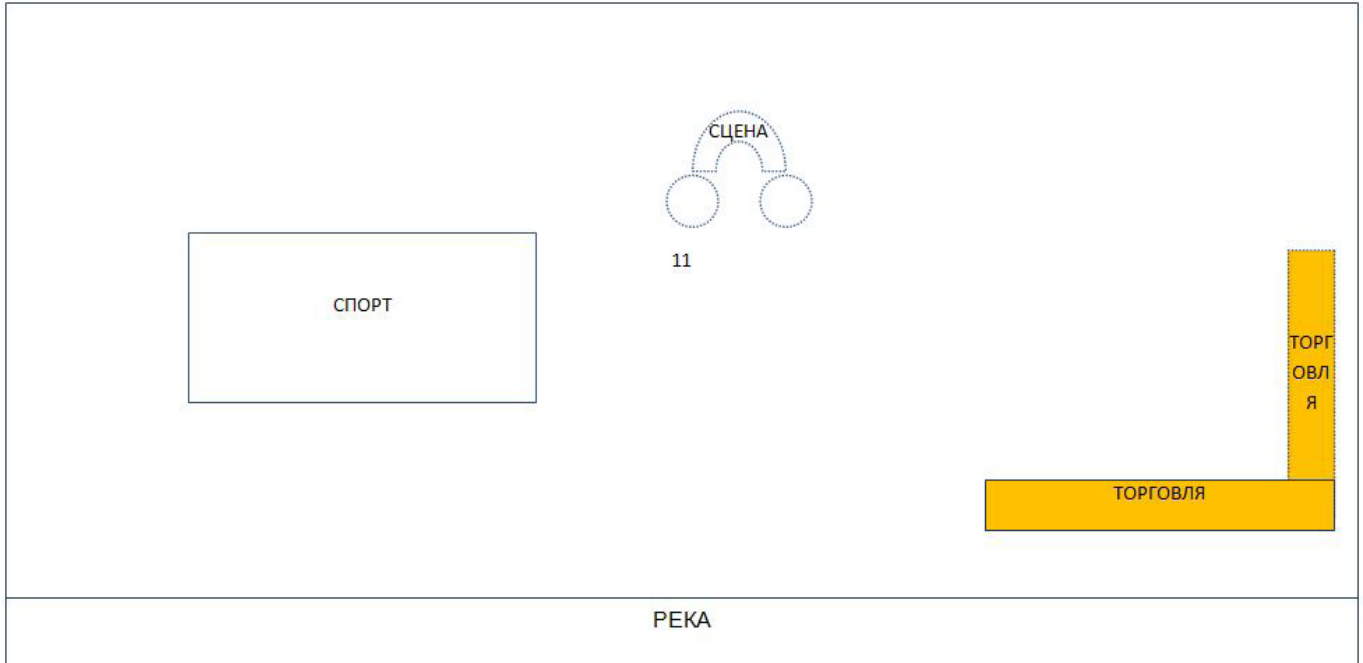 СЦЕНА
11
СПОРТ
ТОРГ
ОВЛ
Я
ТОРГОВЛЯ
РЕКА